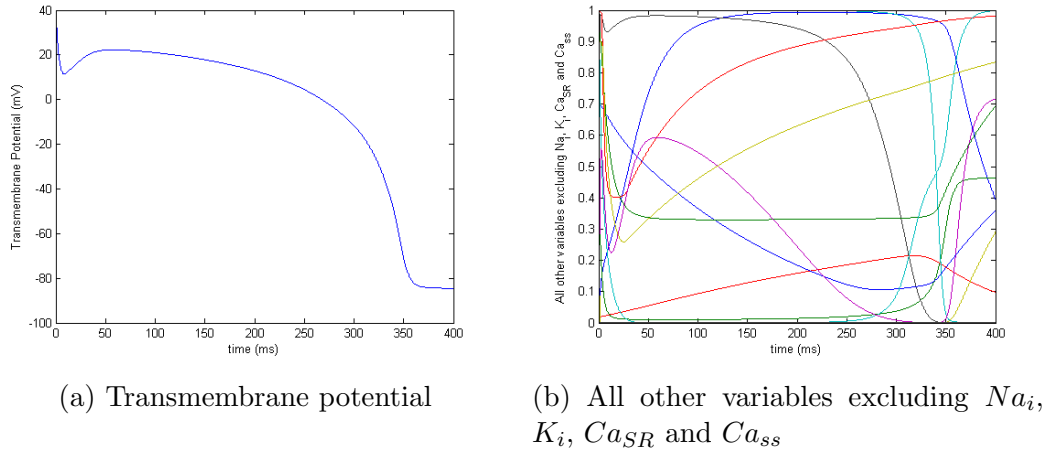 40
20
0
-20
-40
-60
-80
-100
0 50 100 150 200 250 300 350 400
time (ms)
Transmembrane Potential (mV)
1
0.9
0.8
0.7
0.6
0.5
0.4
0.3
0.2
0.1
0
0 50 100 150 200 250 300 350 400
time (ms)
All other variables excluding Na_i, K_i, Ca_SR and Ca_ss
(a) Transmembrane potential
(b) All other variables excluding Na_i,
K_i, Ca_SR and Ca_ss